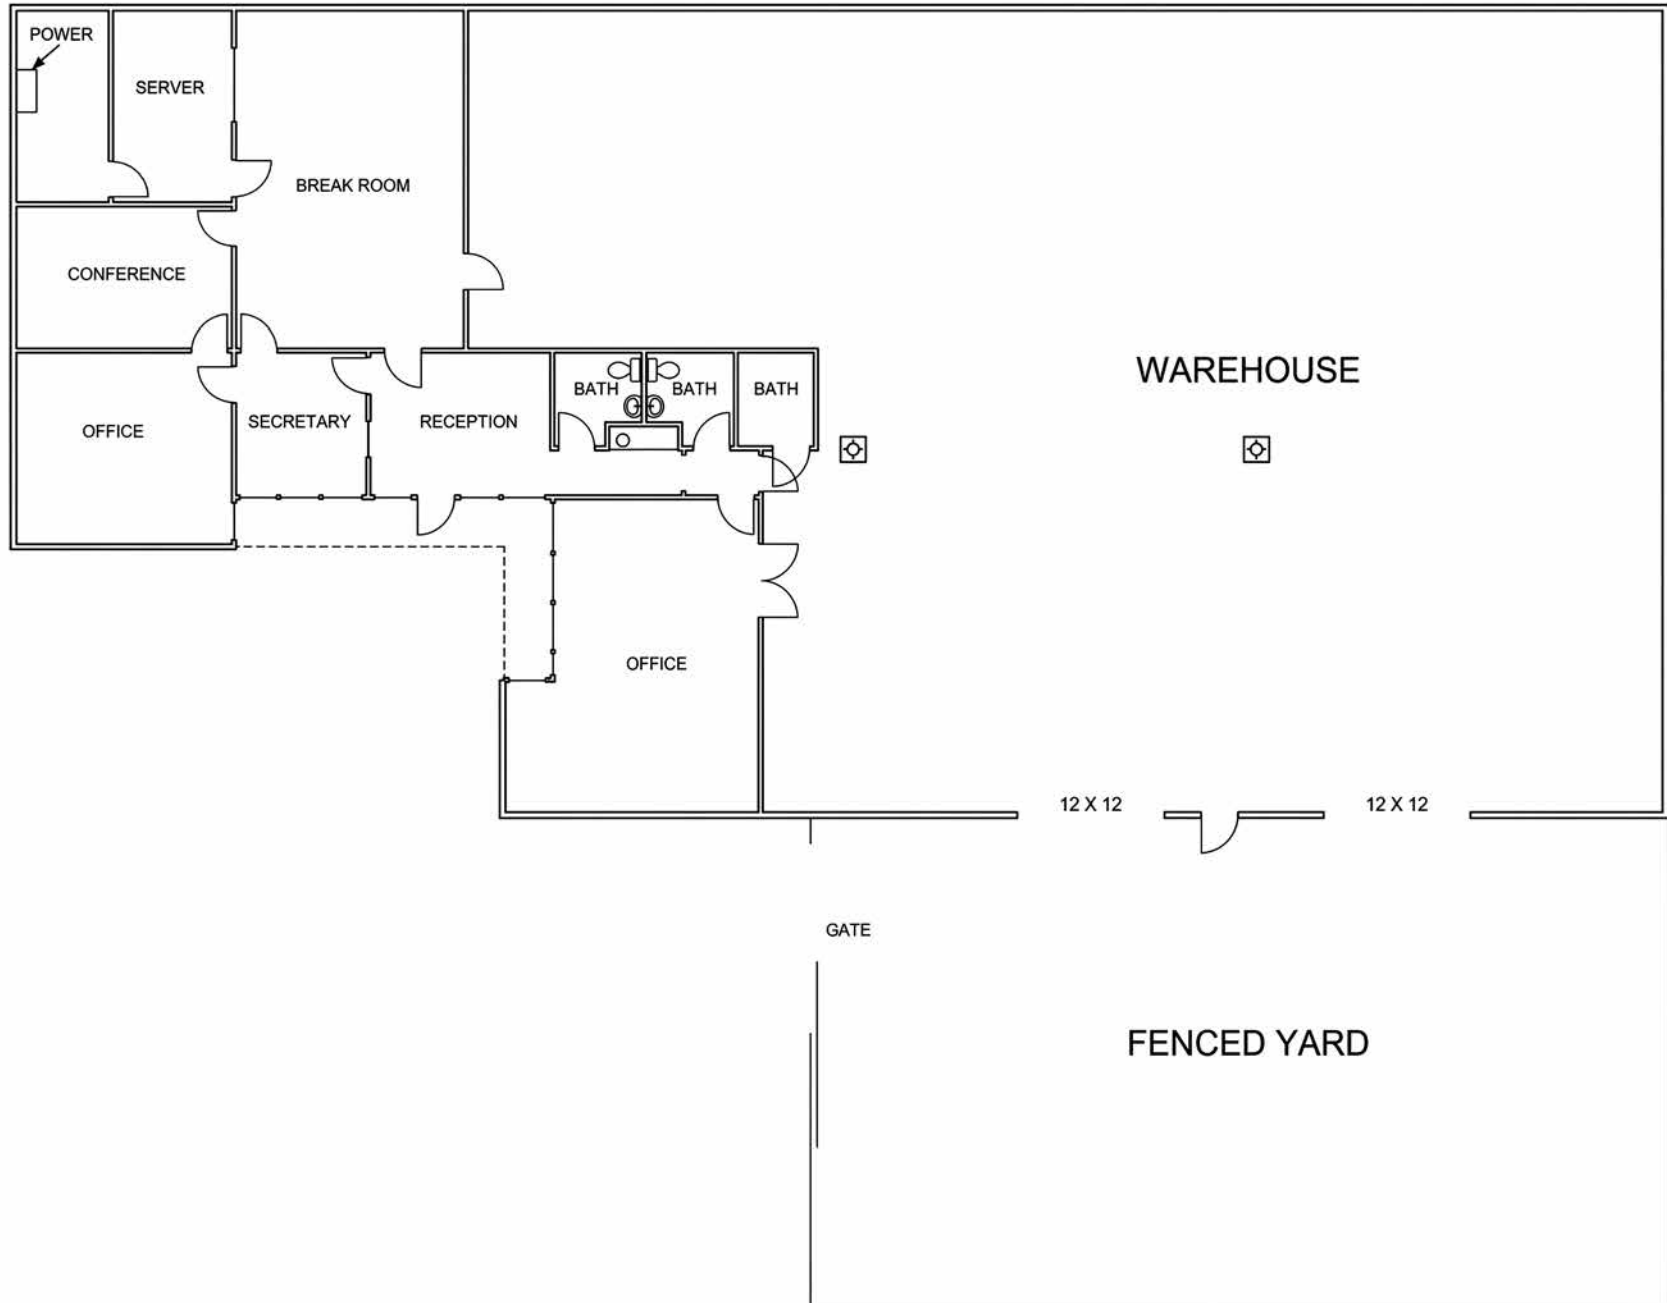 POWER
SERVER
BREAK ROOM
CONFERENCE
WAREHOUSE
BATH
BATH
BATH
OFFICE
SECRETARY
RECEPTION
OFFICE
12 X 12
12 X 12
GATE
FENCED YARD